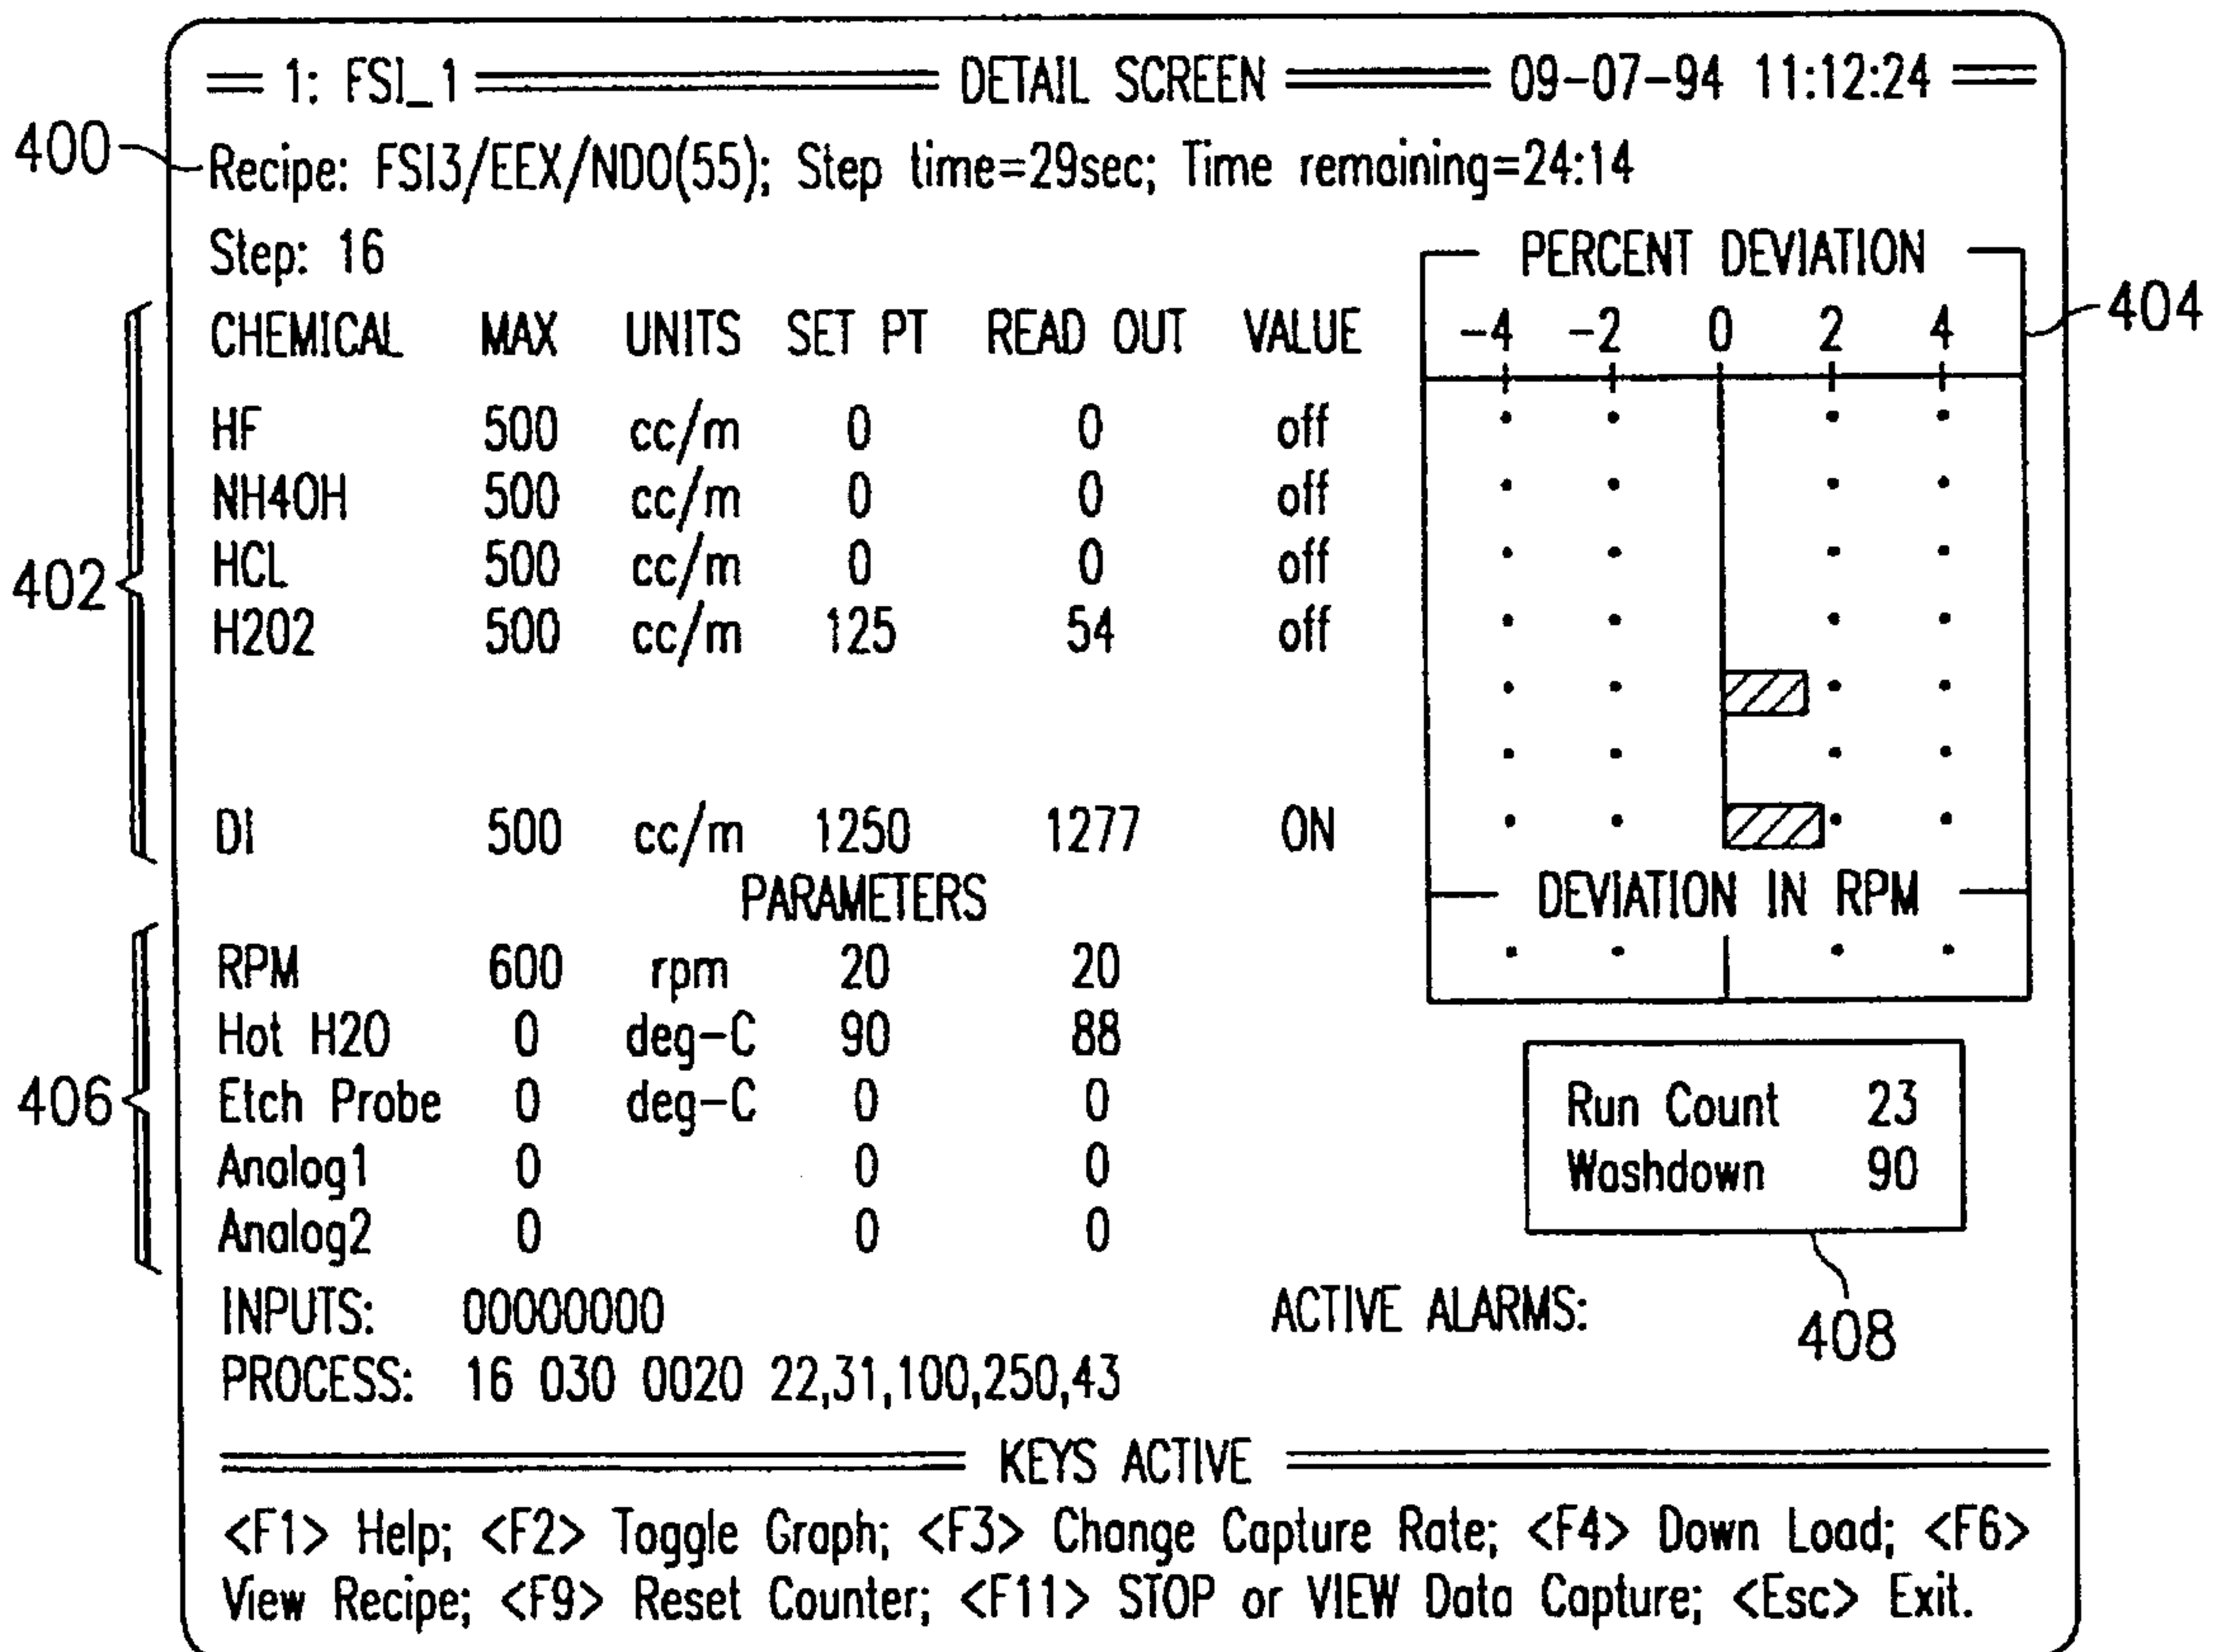 1: FSI_1 DETAIL SCREEN 09-07-94 11:12:24
400
Recipe: FSI3/EEX/NDO(55); Step time=29sec; Time remaining=24:14
Step: 16
PERCENT DEVIATION
404
CHEMICAL MAX UNITS SET PT READ OUT VALUE -4 -2 0 2 4
HF 500 cc/m 0 0 off
NH4OH 500 cc/m 0 0 off
HCL 500 cc/m 0 0 off
402
H2O2 500 cc/m 125 54 off
DI 500 cc/m 1250 1277 ON
PARAMETERS
DEVIATION IN RPM
RPM 600 rpm 20 20
Hot H2O 0 deg-C 90 88
406
Etch Probe 0 deg-C 0 0
Analog1 0 0 0
Analog2 0 0 0
Run Count 23
Washdown 90
408
INPUTS: 00000000 ACTIVE ALARMS:
PROCESS: 16 030 0020 22,31,100,250,43
KEYS ACTIVE
<F1> Help; <F2> Toggle Graph; <F3> Change Capture Rate; <F4> Down Load; <F6>
View Recipe; <F9> Reset Counter; <F11> STOP or VIEW Data Capture; <Esc> Exit.